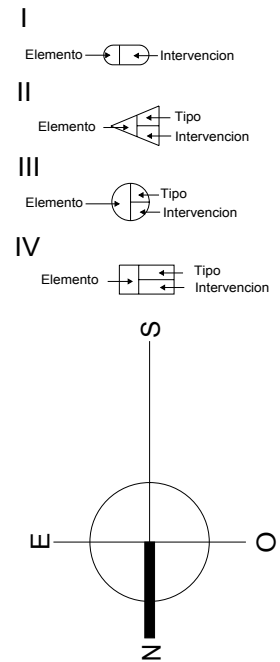 I
Elemento Intervencion
II
Elemento Tipo
Intervencion
III
Elemento Tipo
Intervencion
IV
Elemento Tipo
Intervencion
S
E O
N